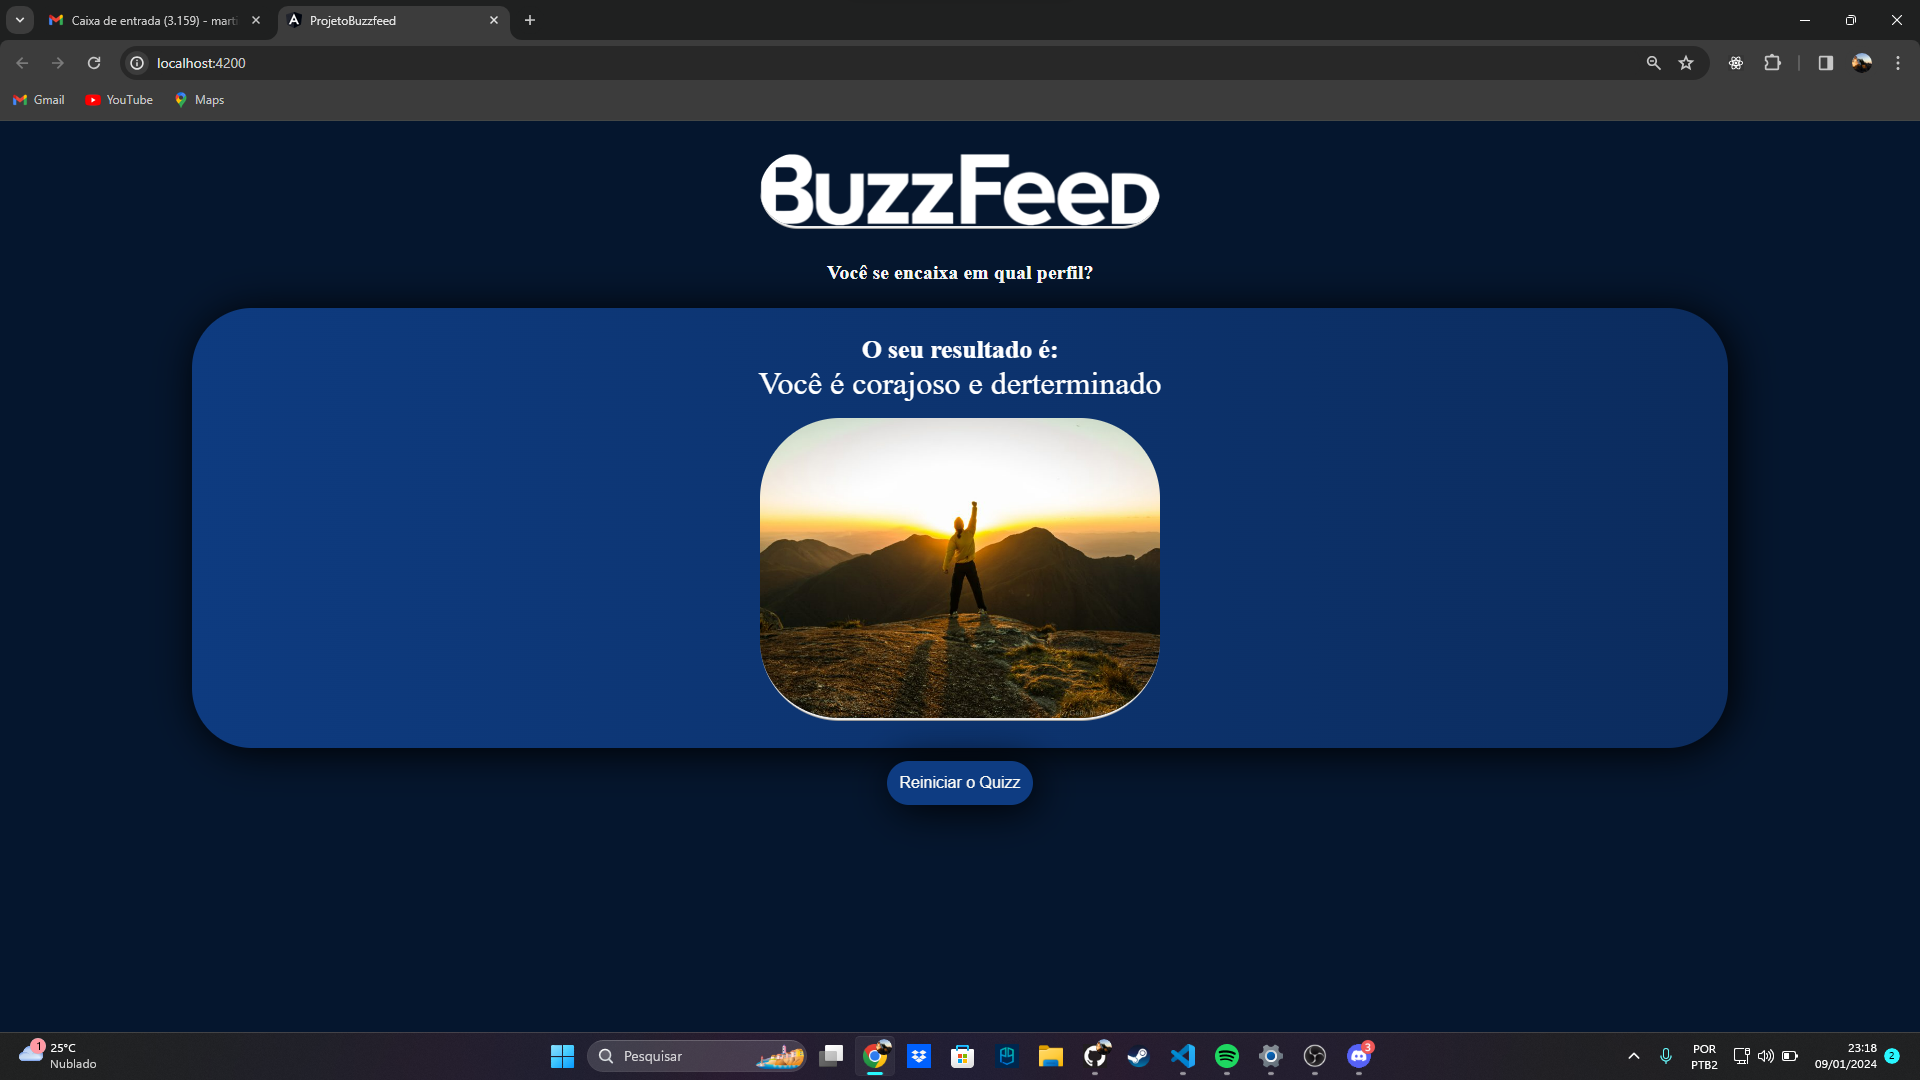 Caixa de entrada (3.159) - marti
ProjetoBuzzfeed
localhost:4200
Gmail
YouTube
Maps
BuzzFeed
Você se encaixa em qual perfil?
O seu resultado é:
Você é corajoso e derterminado
Reiniciar o Quizz
1
25°C
Nublado
Pesquisar
3
POR
PTB2
23:18
09/01/2024
2